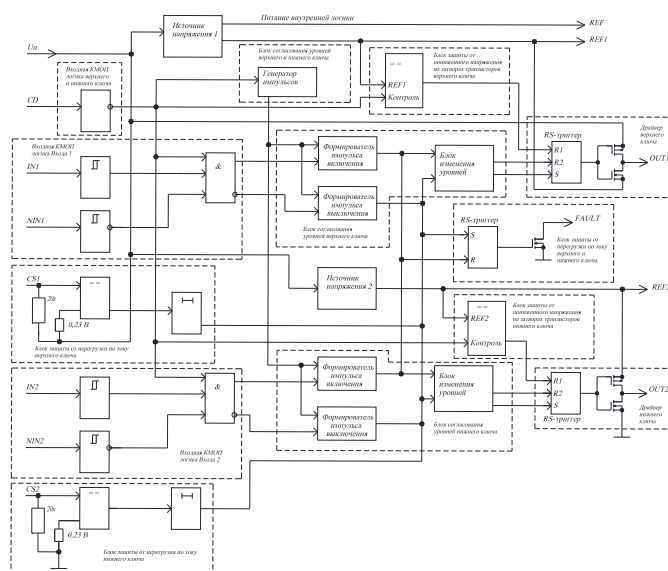 Питание внутренней логики
REF
Источник
напряжения 1
REF1
Uп
Входная КМОП
логика верхнего
и нижнего ключа
Блок согласования уровней
верхнего и нижнего ключа
Генератор
импульсов
Блок защиты от
пониженного напряжения
на затворах транзисторов
верхнего ключа
REF1
Контроль
CD
Входная КМОП
логика Входа 1
IN1
NIN1
&
Формирователь
импульса
включения
Формирователь
импульса
выключения
Блок
изменения
уровней
Блок согласования
уровней верхнего ключа
RS-триггер
R1
R2
S
Драйвер
верхнего
ключа
OUT1
RS-триггер
S
R
FAULT
Блок защиты от
перегрузки по току
верхнего и
нижнего ключа
CS1
20к
0,23 В
Блок защиты от перегрузки по току
верхнего ключа
Источник
напряжения 2
REF2
REF2
Контроль
Блок защиты от
пониженного напряжения
на затворах транзисторов
нижнего ключа
IN2
NIN2
&
Входная КМОП
логика Входа 2
Формирователь
импульса
включения
Формирователь
импульса
выключения
Блок
изменения
уровней
Блок согласования
уровней нижнего ключа
R1
R2
S
RS-триггер
OUT2
Драйвер
нижнего
ключа
CS2
20к
0,23 В
Блок защиты от перегрузки по току
нижнего ключа